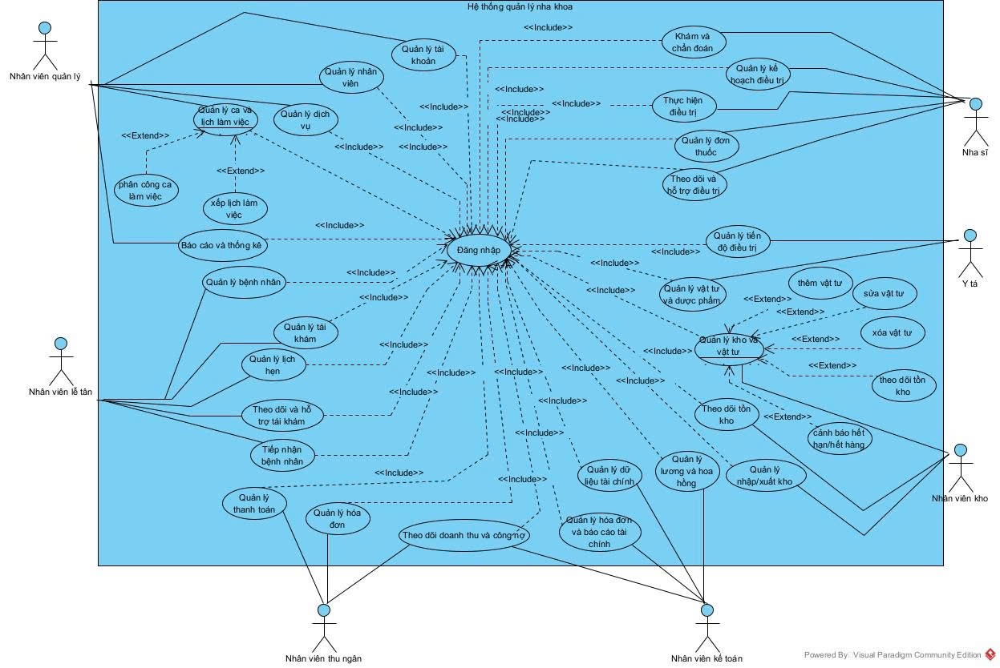 Hệ thống quản lý nha khoa
Nhân viên quản lý
Quản lý tài
khoản
Quản lý nhân
viên
Quản lý ca và
lịch làm việc
Quản lý dịch
vụ
<<Extend>>
<<Extend>>
phân công ca
làm việc
xếp lịch làm
việc
Báo cáo và thống kê
<<Include>>
<<Include>>
<<Include>>
<<Include>>
<<Include>>
<<Include>>
<<Include>>
<<Include>>
<<Include>>
<<Include>>
Khám và
chẩn đoán
Quản lý kế
hoạch điều trị
Thực hiện
điều trị
Quản lý đơn
thuốc
Theo dõi và
hỗ trợ điều trị
Nha sĩ
Đăng nhập
Quản lý tiến
độ điều trị
<<Include>>
<<Include>>
Quản lý vật tư
và dược phẩm
Y tá
<<Include>>
thêm vật tư
sửa vật tư
xóa vật tư
theo dõi tồn
kho
cảnh báo hết
hạn/hết hàng
<<Extend>>
<<Extend>>
<<Extend>>
<<Extend>>
<<Extend>>
Quản lý kho và
vật tư
<<Include>>
Theo dõi tồn
kho
<<Include>>
<<Include>>
Quản lý bệnh nhân
<<Include>>
Quản lý tái
khám
<<Include>>
Quản lý lịch
hẹn
<<Include>>
Nhân viên lễ tân
Theo dõi và hỗ
trợ tái khám
<<Include>>
Tiếp nhận
bệnh nhân
<<Include>>
<<Include>>
<<Include>>
<<Include>>
<<Include>>
<<Include>>
Quản lý
thanh toán
Quản lý hóa
đơn
Theo dõi doanh thu và công nợ
Quản lý hóa đơn
và báo cáo tài
chính
Quản lý dữ
liệu tài chính
Quản lý
lương và hoa
hồng
Quản lý
nhập/xuất kho
Nhân viên kho
Nhân viên thu ngân
Nhân viên kế toán
Powered By: Visual Paradigm Community Edition